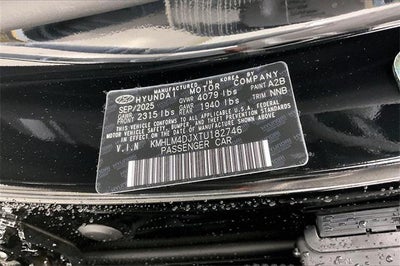 MANUFACTURED IN KOREA BY
HYUNDAI MOTOR COMPANY
SEP/2025 GVWR 4079 lbs PAINT A2B
GAWR 2315 lbs GAWR 1940 lbs TRIM NNB
THIS VEHICLE CONFORMS TO ALL APPLICABLE U.S. FEDERAL
MOTOR VEHICLE SAFETY, BUMPER, AND THEFT PREVENTION STANDARDS
IN EFFECT ON THE DATE OF MANUFACTURE SHOWN ABOVE.
V.I.N KMHLM4DJXTU182746
PASSENGER CAR